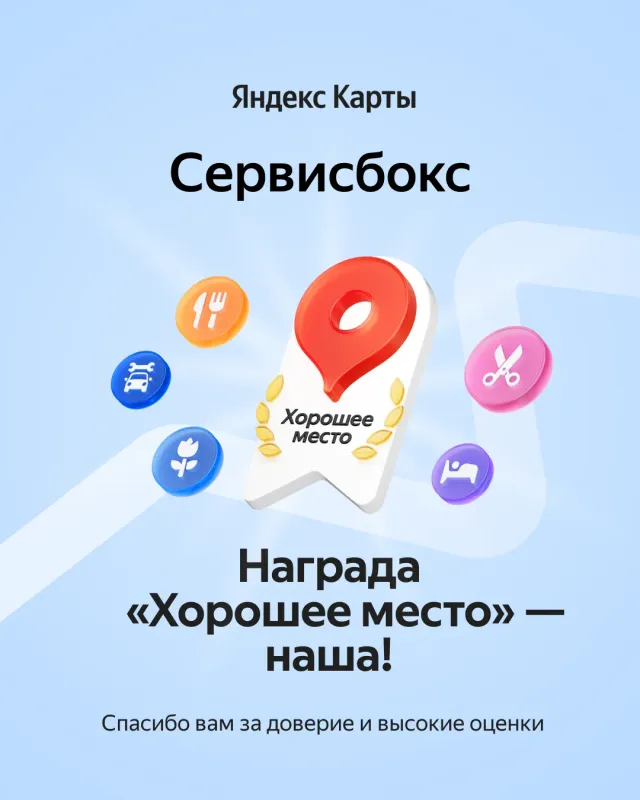 Яндекс Карты
Сервисбокс
Хорошее
место
Награда
«Хорошее место» —
наша!
Спасибо вам за доверие и высокие оценки